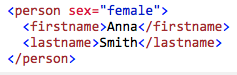 <person sex="female">
  <firstname>Anna</firstname>
  <lastname>Smith</lastname>
</person>